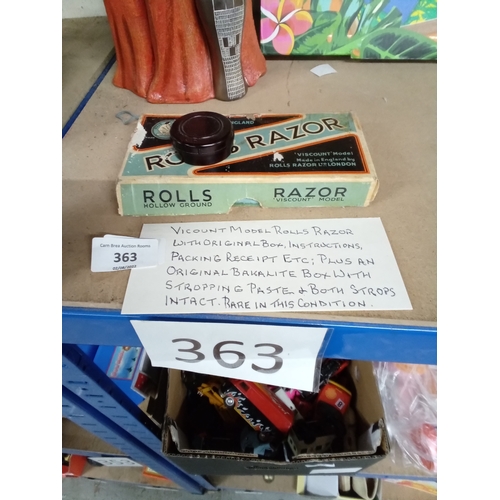 ENGLAND
ROLLS RAZOR
'VISCOUNT' Model
Made in England by
ROLLS RAZOR LTD LONDON
ROLLS
HOLLOW GROUND
RAZOR
'VISCOUNT' MODEL
Carn Brea Auction Rooms
363
VICOUNT MODEL ROLLS RAZOR
WITH ORIGINAL BOX, INSTRUCTIONS,
PACKING RECEIPT ETC; PLUS AN
ORIGINAL BAKALITE BOX WITH
STROPPING PASTE & BOTH STROPS
INTACT. RARE IN THIS CONDITION.
363